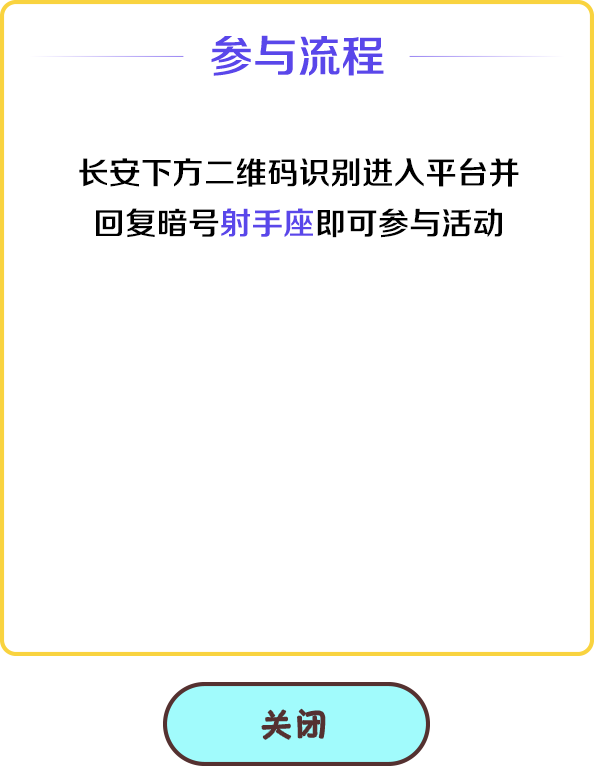 参与流程
长安下方二维码识别进入平台并
回复暗号射手座即可参与活动
关闭